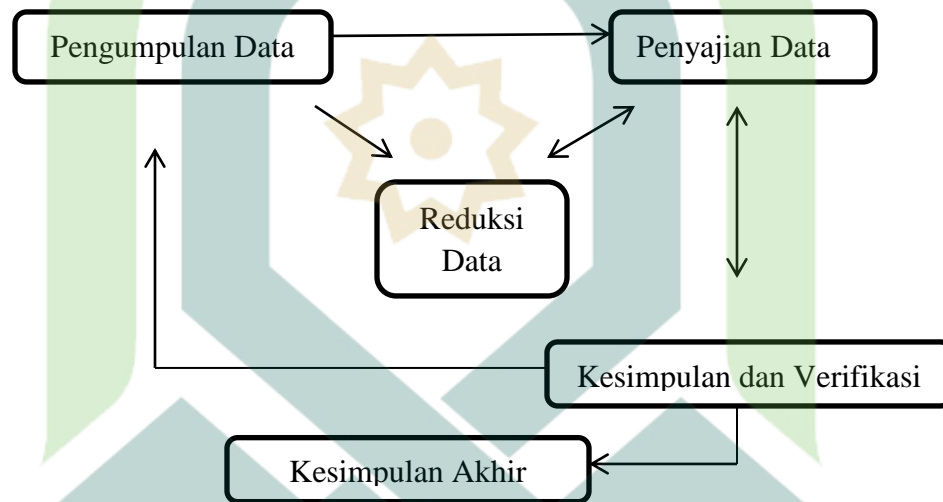 Pengumpulan Data
Penyajian Data
Reduksi
Data
Kesimpulan dan Verifikasi
Kesimpulan Akhir